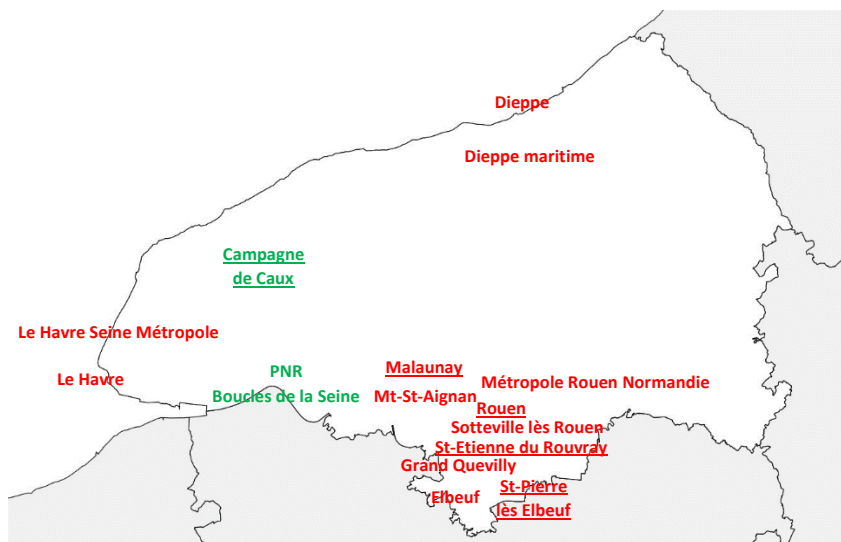 Dieppe
Dieppe maritime
Campagne
de Caux
Le Havre Seine Métropole
Le Havre
PNR
Boucles de la Seine
Malaunay
Mt-St-Aignan
Métropole Rouen Normandie
Rouen
Sotteville lès Rouen
St-Etienne du Rouvray
Grand Quevilly
Elbeuf
St-Pierre
lès Elbeuf